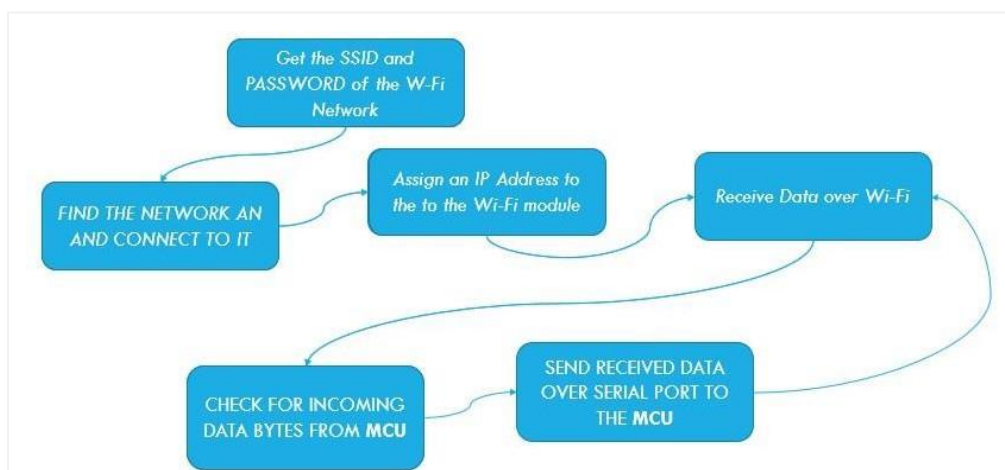 Get the SSID and
PASSWORD of the W-Fi
Network
FIND THE NETWORK AN
AND CONNECT TO IT
Assign an IP Address to
the to the Wi-Fi module
Receive Data over Wi-Fi
CHECK FOR INCOMING
DATA BYTES FROM MCU
SEND RECEIVED DATA
OVER SERIAL PORT TO
THE MCU